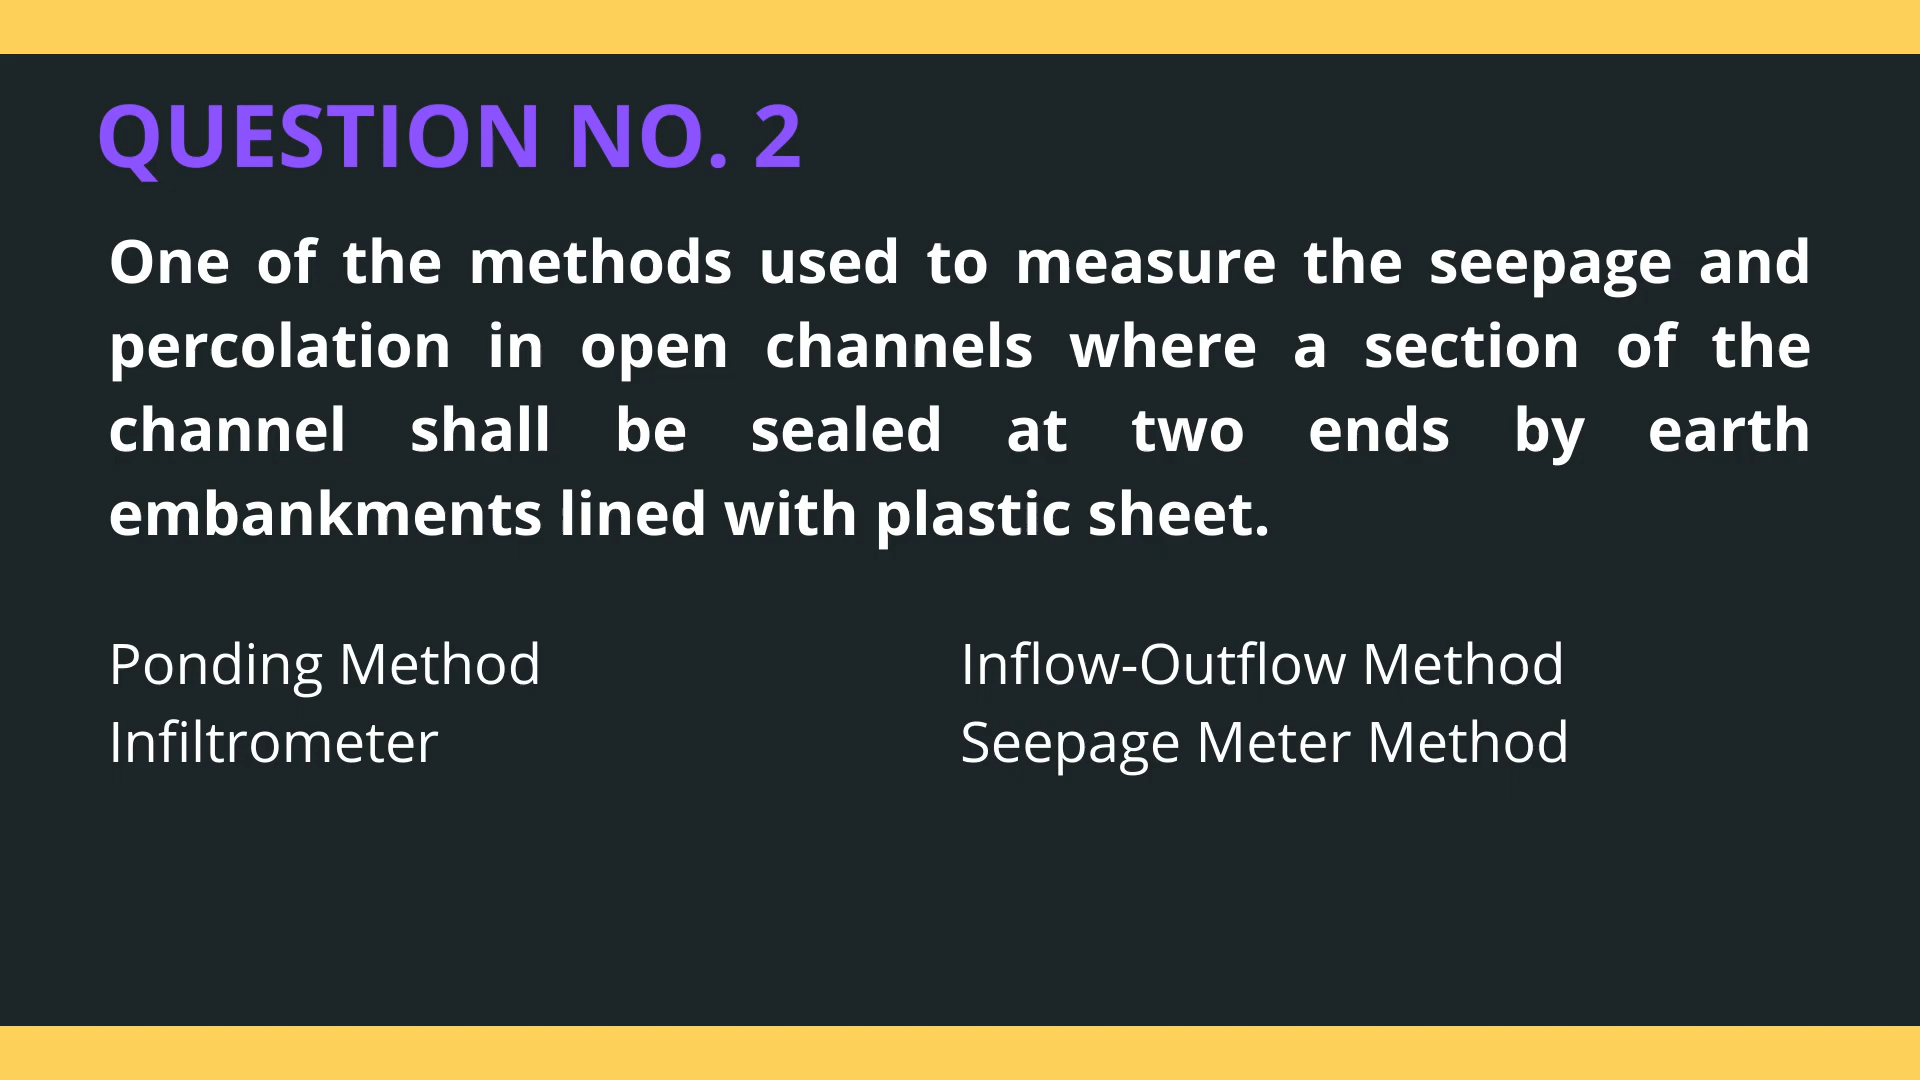 QUESTION NO. 2
One of the methods used to measure the seepage and
percolation in open channels where a section of the
channel shall be sealed at two ends by earth
embankments lined with plastic sheet.
Ponding Method
Infiltrometer
Inflow-Outflow Method
Seepage Meter Method